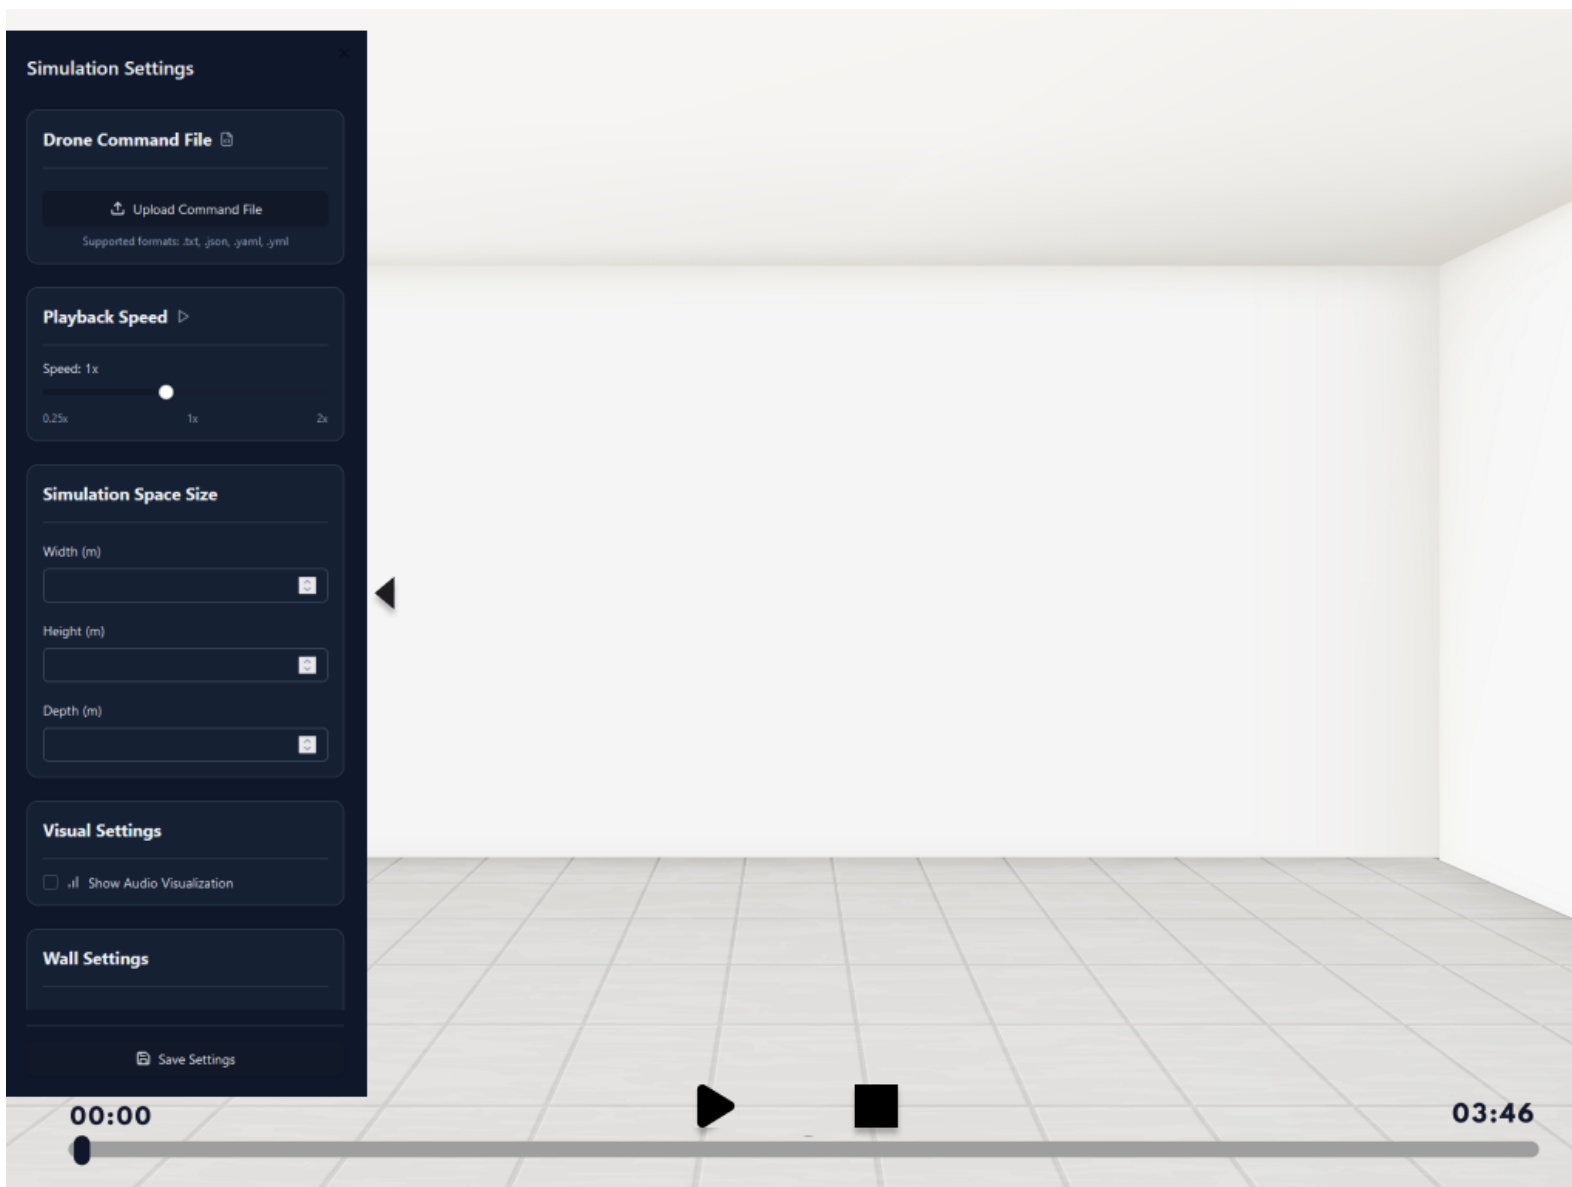 Simulation Settings
Drone Command File
Upload Command File
Supported formats: .txt, .json, .yaml, .yml
Playback Speed
Speed: 1x
0.25x 1x 2x
Simulation Space Size
Width (m)
Height (m)
Depth (m)
Visual Settings
Show Audio Visualization
Wall Settings
Save Settings
00:00 03:46